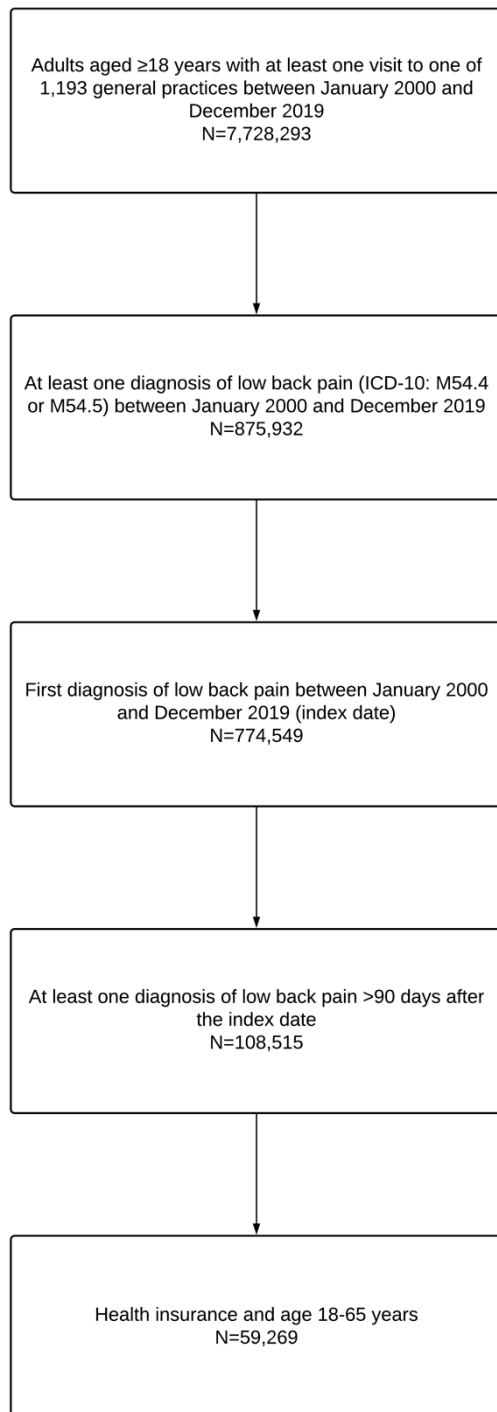 Adults aged ≥18 years with at least one visit to one of
1,193 general practices between January 2000 and
December 2019
N=7,728,293
At least one diagnosis of low back pain (ICD-10: M54.4
or M54.5) between January 2000 and December 2019
N=875,932
First diagnosis of low back pain between January 2000
and December 2019 (index date)
N=774,549
At least one diagnosis of low back pain >90 days after
the index date
N=108,515
Health insurance and age 18-65 years
N=59,269